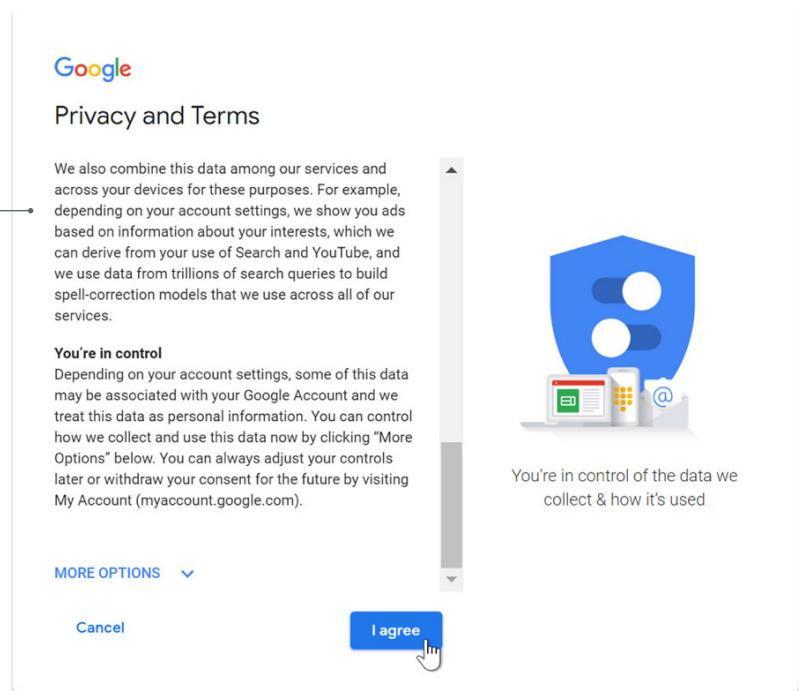 Google
Privacy and Terms
We also combine this data among our services and
across your devices for these purposes. For example,
depending on your account settings, we show you ads
based on information about your interests, which we
can derive from your use of Search and YouTube, and
we use data from trillions of search queries to build
spell-correction models that we use across all of our
services.
You're in control
Depending on your account settings, some of this data
may be associated with your Google Account and we
treat this data as personal information. You can control
how we collect and use this data now by clicking “More
Options” below. You can always adjust your controls
later or withdraw your consent for the future by visiting
My Account (myaccount.google.com).
MORE OPTIONS
Cancel
I agree
@
You're in control of the data we
collect & how it's used